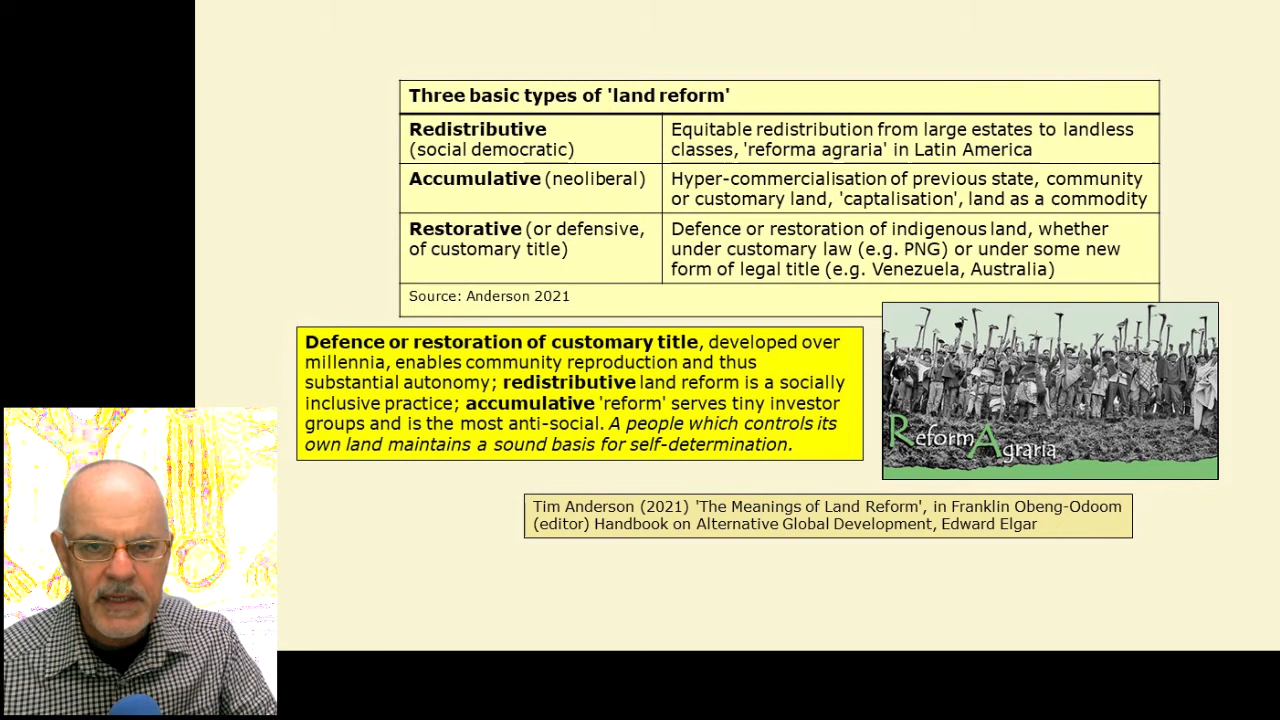 Three basic types of 'land reform'
Redistributive
(social democratic)
Equitable redistribution from large estates to landless
classes, 'reforma agraria' in Latin America
Accumulative (neoliberal)
Hyper-commercialisation of previous state, community
or customary land, 'captalisation', land as a commodity
Restorative (or defensive,
of customary title)
Defence or restoration of indigenous land, whether
under customary law (e.g. PNG) or under some new
form of legal title (e.g. Venezuela, Australia)
Source: Anderson 2021
Defence or restoration of customary title, developed over
millennia, enables community reproduction and thus
substantial autonomy; redistributive land reform is a socially
inclusive practice; accumulative 'reform' serves tiny investor
groups and is the most anti-social. A people which controls its
own land maintains a sound basis for self-determination.
Reform Agraria
Tim Anderson (2021) 'The Meanings of Land Reform', in Franklin Obeng-Odoom
(editor) Handbook on Alternative Global Development, Edward Elgar